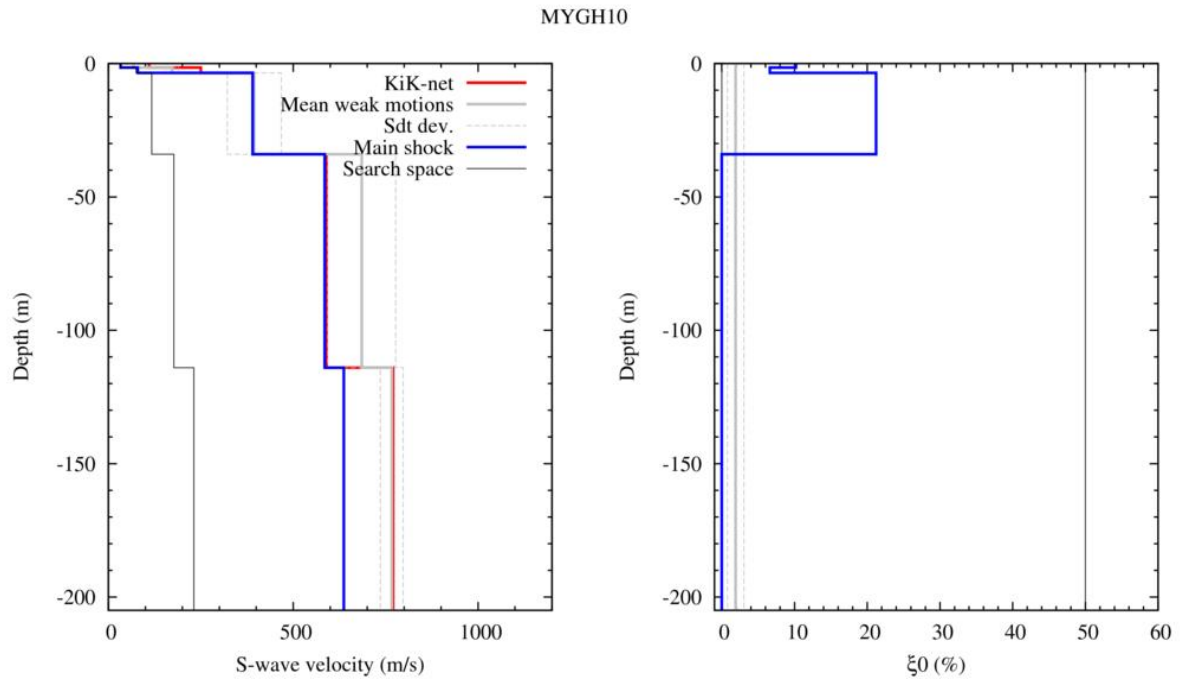 MYGH10
KiK-net
Mean weak motions
Sdt dev.
Main shock
Search space
0
-50
-100
-150
-200
Depth (m)
0 500 1000
S-wave velocity (m/s)
0
-50
-100
-150
-200
Depth (m)
0 10 20 30 40 50 60
ξ0 (%)